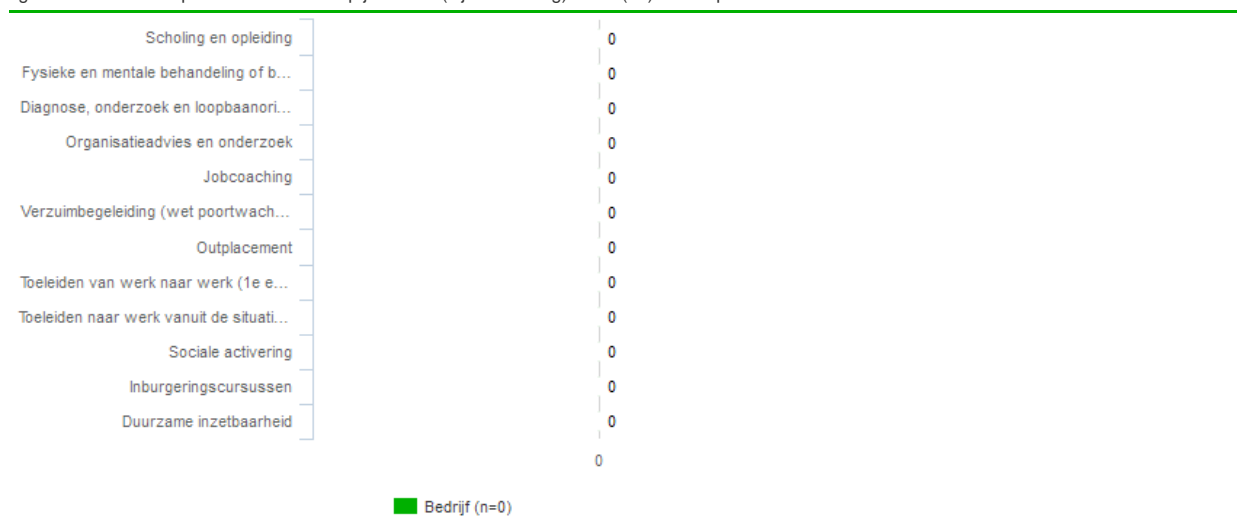 Scholing en opleiding 0
Fysieke en mentale behandeling of b... 0
Diagnose, onderzoek en loopbaanori... 0
Organisatieadvies en onderzoek 0
Jobcoaching 0
Verzuimbegeleiding (wet poortwach... 0
Outplacement 0
Toeleiden van werk naar werk (1e e... 0
Toeleiden naar werk vanuit de situati... 0
Sociale activering 0
Inburgeringscursussen 0
Duurzame inzetbaarheid 0
0
Bedrijf (n=0)